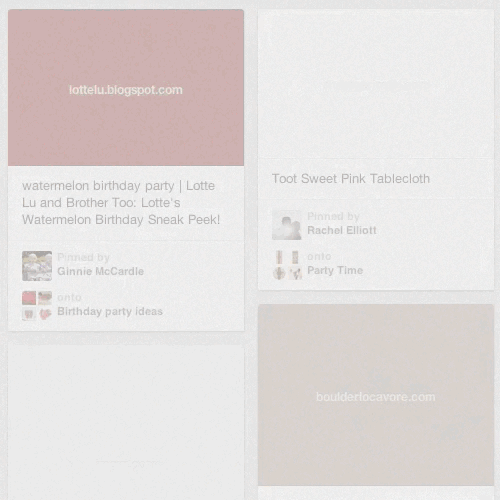 lottelu.blogspot.com
watermelon birthday party | Lotte
Lu and Brother Too: Lotte's
Watermelon Birthday Sneak Peek!
Pinned by
Ginnie McCardle
onto
Birthday party ideas
Toot Sweet Pink Tablecloth
Pinned by
Rachel Elliott
onto
Party Time
boulderlocavore.com